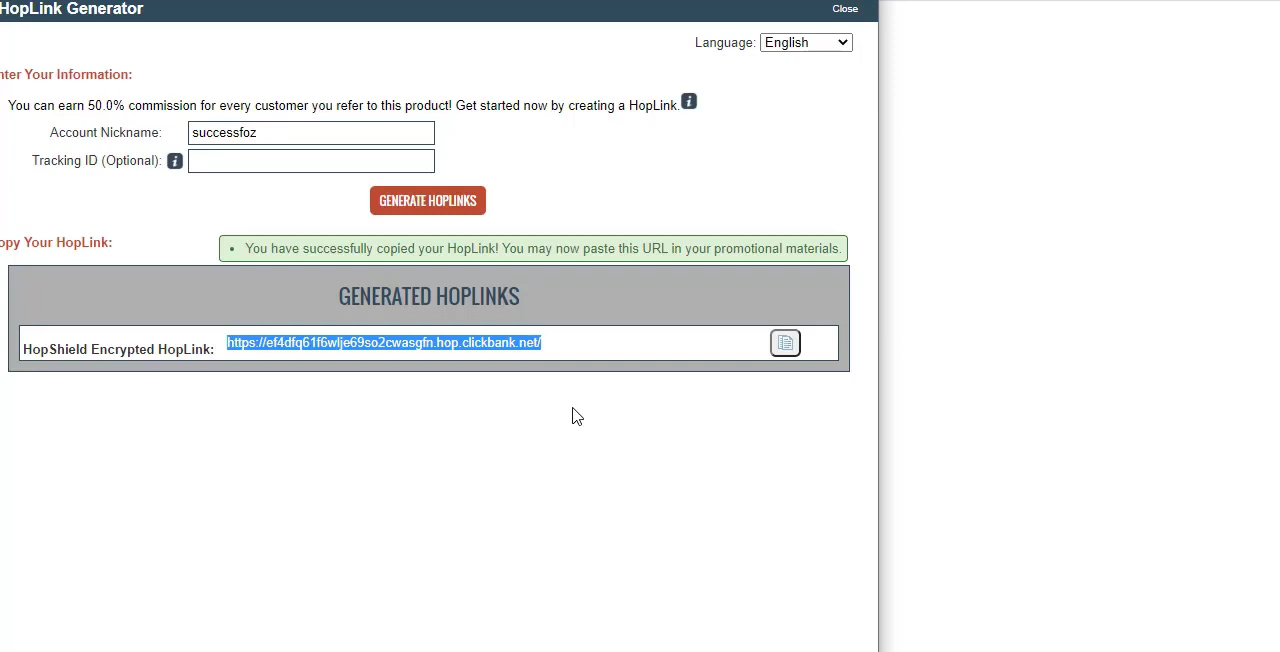 HopLink Generator
Close
Language: English
nter Your Information:
You can earn 50.0% commission for every customer you refer to this product! Get started now by creating a HopLink. i
Account Nickname: successfoz
Tracking ID (Optional): i
GENERATE HOPLINKS
opy Your HopLink:
• You have successfully copied your HopLink! You may now paste this URL in your promotional materials.
GENERATED HOPLINKS
HopShield Encrypted HopLink: https://ef4dfq61f6wlje69so2cwasgfn.hop.clickbank.net/